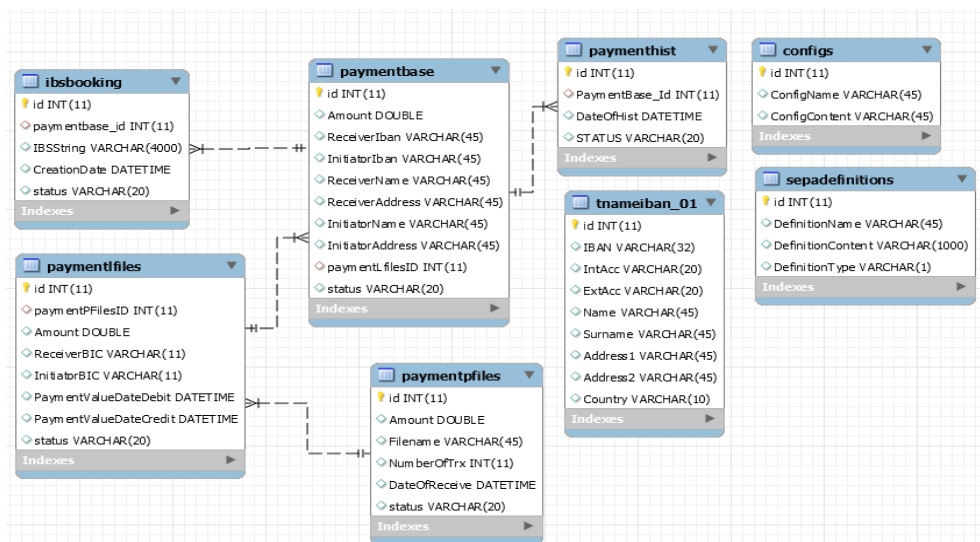 ibsbooking
id INT(11)
paymentbase_id INT(11)
IBSString VARCHAR(4000)
CreationDate DATETIME
status VARCHAR(20)
Indexes
paymentlfiles
id INT(11)
paymentPFilesID INT(11)
Amount DOUBLE
ReceiverBIC VARCHAR(11)
InitiatorBIC VARCHAR(11)
PaymentValueDateDebit DATETIME
PaymentValueDateCredit DATETIME
status VARCHAR(20)
Indexes
paymentbase
id INT(11)
Amount DOUBLE
ReceiverIban VARCHAR(45)
InitiatorIban VARCHAR(45)
ReceiverName VARCHAR(45)
ReceiverAddress VARCHAR(45)
InitiatorName VARCHAR(45)
InitiatorAddress VARCHAR(45)
paymentLfilesID INT(11)
status VARCHAR(20)
Indexes
paymentpfiles
id INT(11)
Amount DOUBLE
Filename VARCHAR(45)
NumberOfTrx INT(11)
DateOfReceive DATETIME
status VARCHAR(20)
Indexes
paymenthist
id INT(11)
PaymentBase_Id INT(11)
DateOfHist DATETIME
STATUS VARCHAR(20)
Indexes
tnameiban_01
id INT(11)
IBAN VARCHAR(32)
IntAcc VARCHAR(20)
ExtAcc VARCHAR(20)
Name VARCHAR(45)
Surname VARCHAR(45)
Address1 VARCHAR(45)
Address2 VARCHAR(45)
Country VARCHAR(10)
Indexes
configs
id INT(11)
ConfigName VARCHAR(45)
ConfigContent VARCHAR(45)
Indexes
sepadefinitions
id INT(11)
DefinitionName VARCHAR(45)
DefinitionContent VARCHAR(1000)
DefinitionType VARCHAR(1)
Indexes